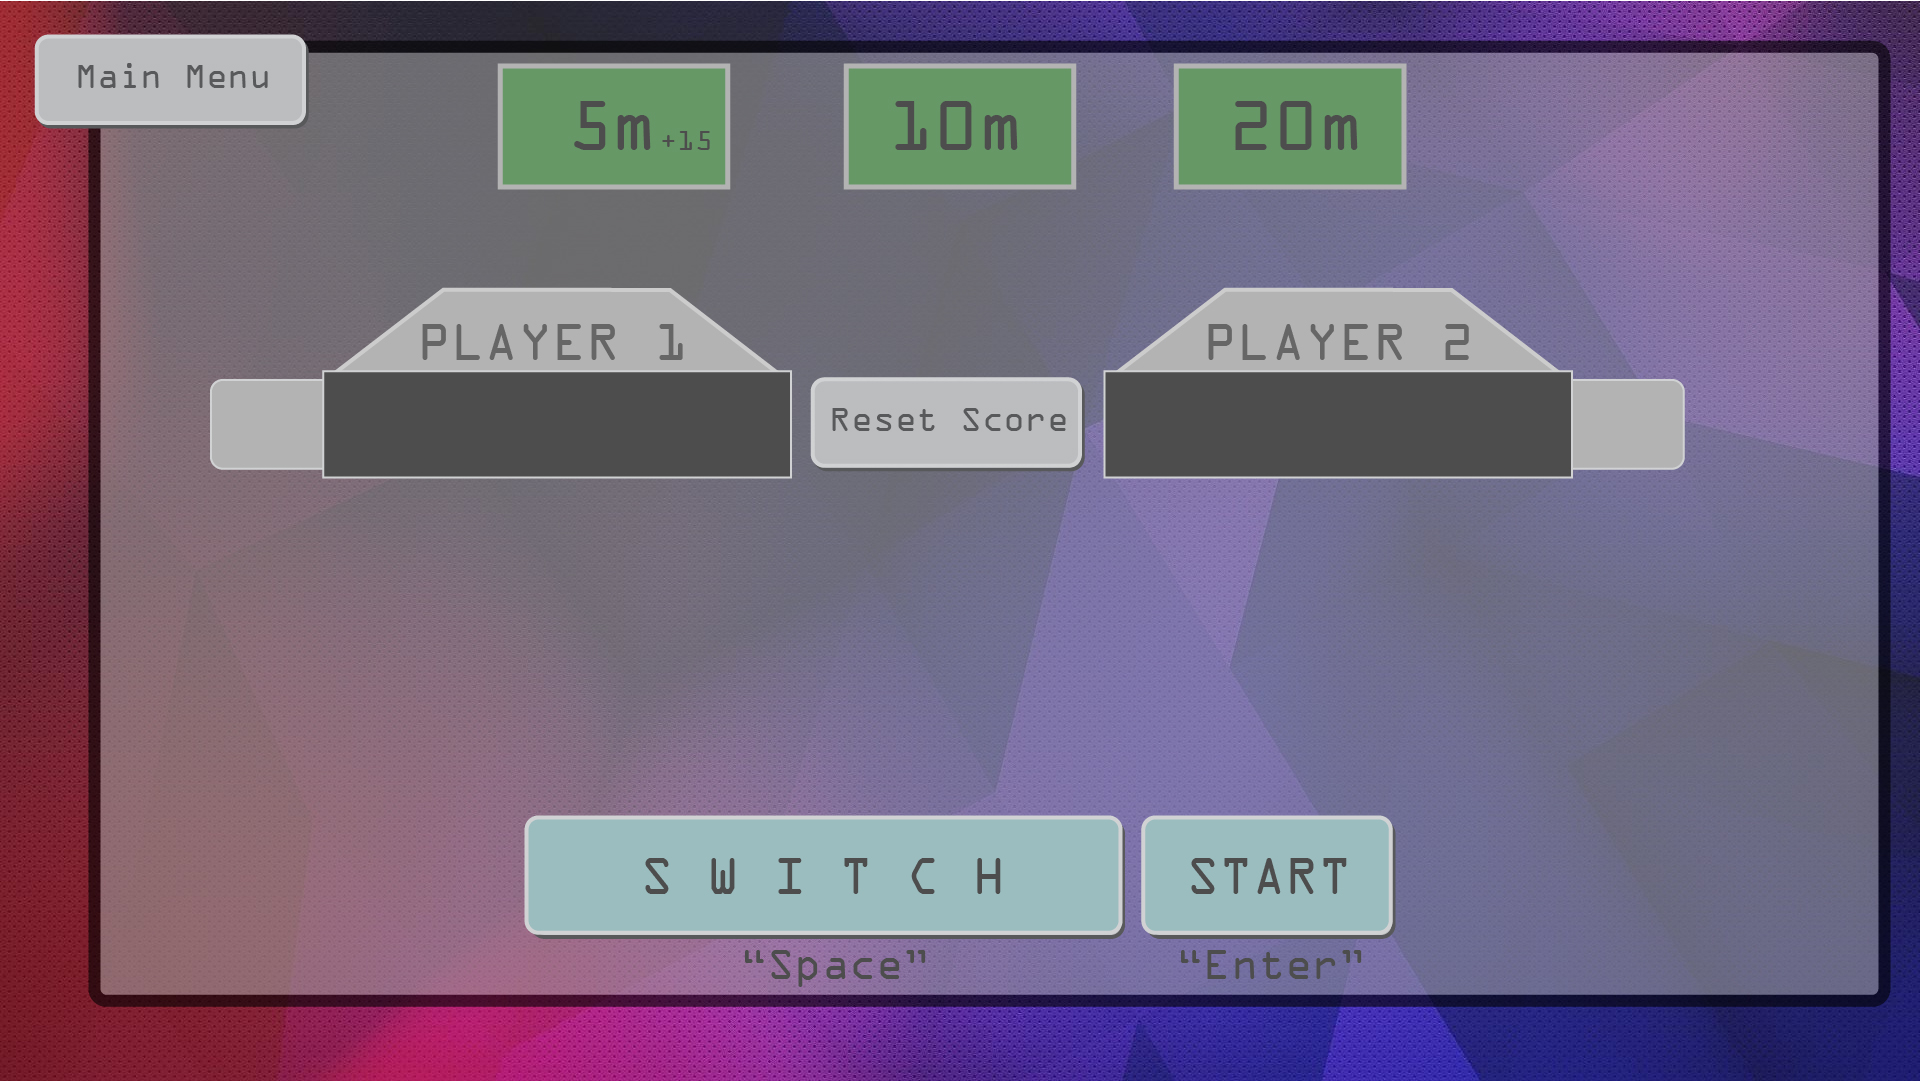 Main Menu
5m +15
10m
20m
PLAYER 1
PLAYER 2
Reset Score
S W I T C H
START
“Space”
“Enter”